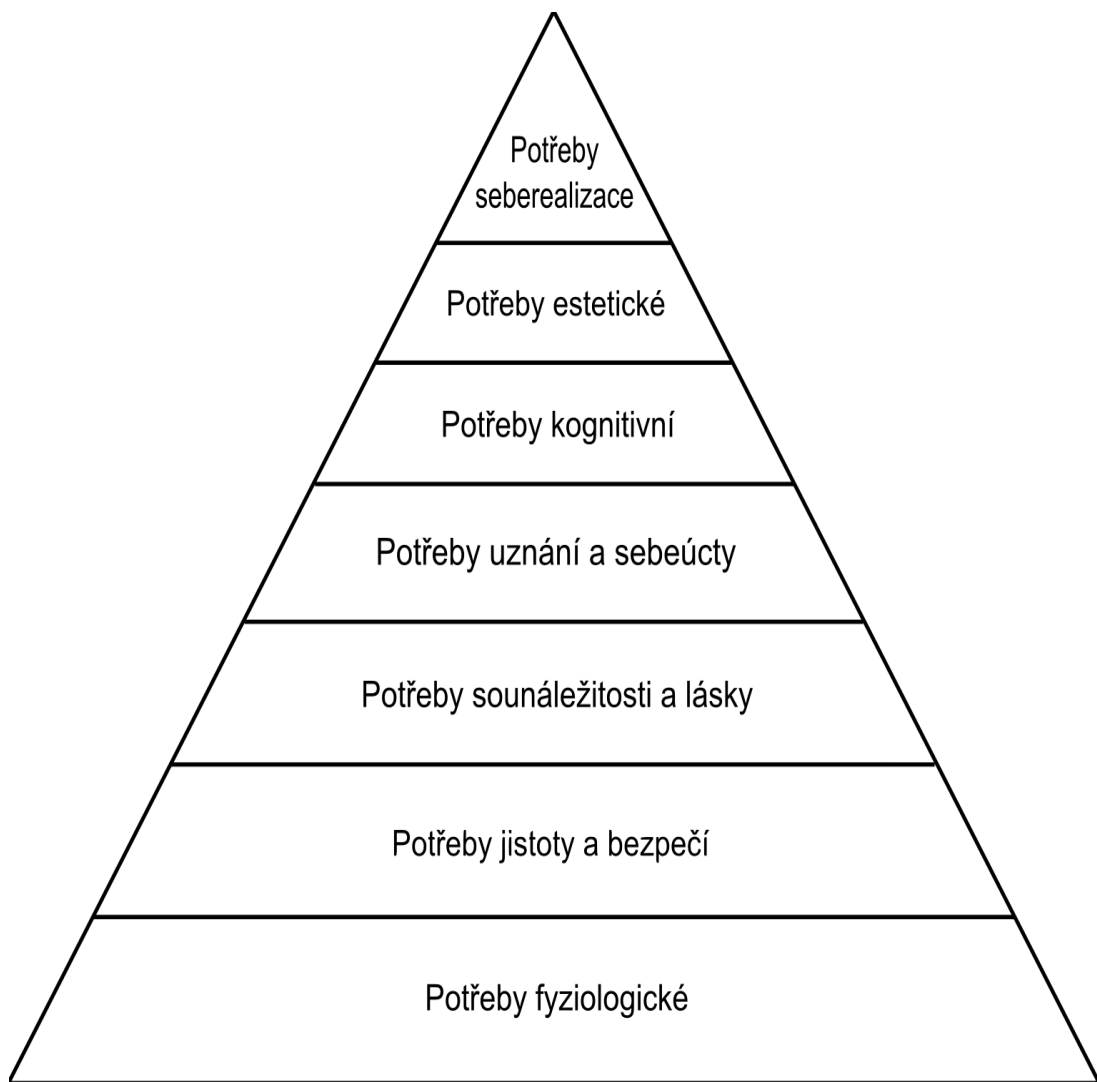 Potřeby
seberealizace
Potřeby estetické
Potřeby kognitivní
Potřeby uznání a sebeúcty
Potřeby sounáležitosti a lásky
Potřeby jistoty a bezpečí
Potřeby fyziologické